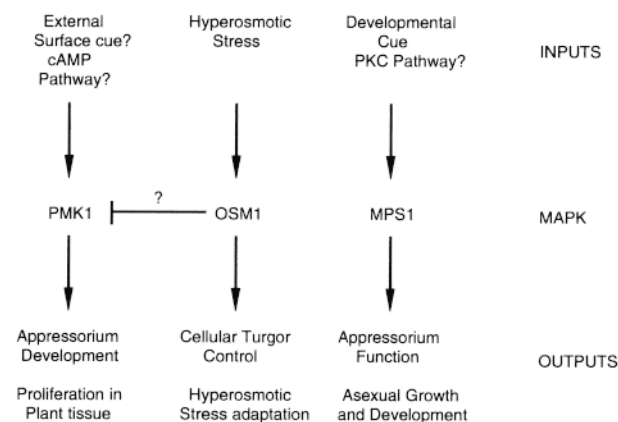 External
Surface cue?
cAMP
Pathway?
Hyperosmotic
Stress
Developmental
Cue
PKC Pathway?
INPUTS
?
PMK1
OSM1
MPS1
MAPK
Appressorium
Development
Cellular Turgor
Control
Appressorium
Function
OUTPUTS
Proliferation in
Plant tissue
Hyperosmotic
Stress adaptation
Asexual Growth
and Development